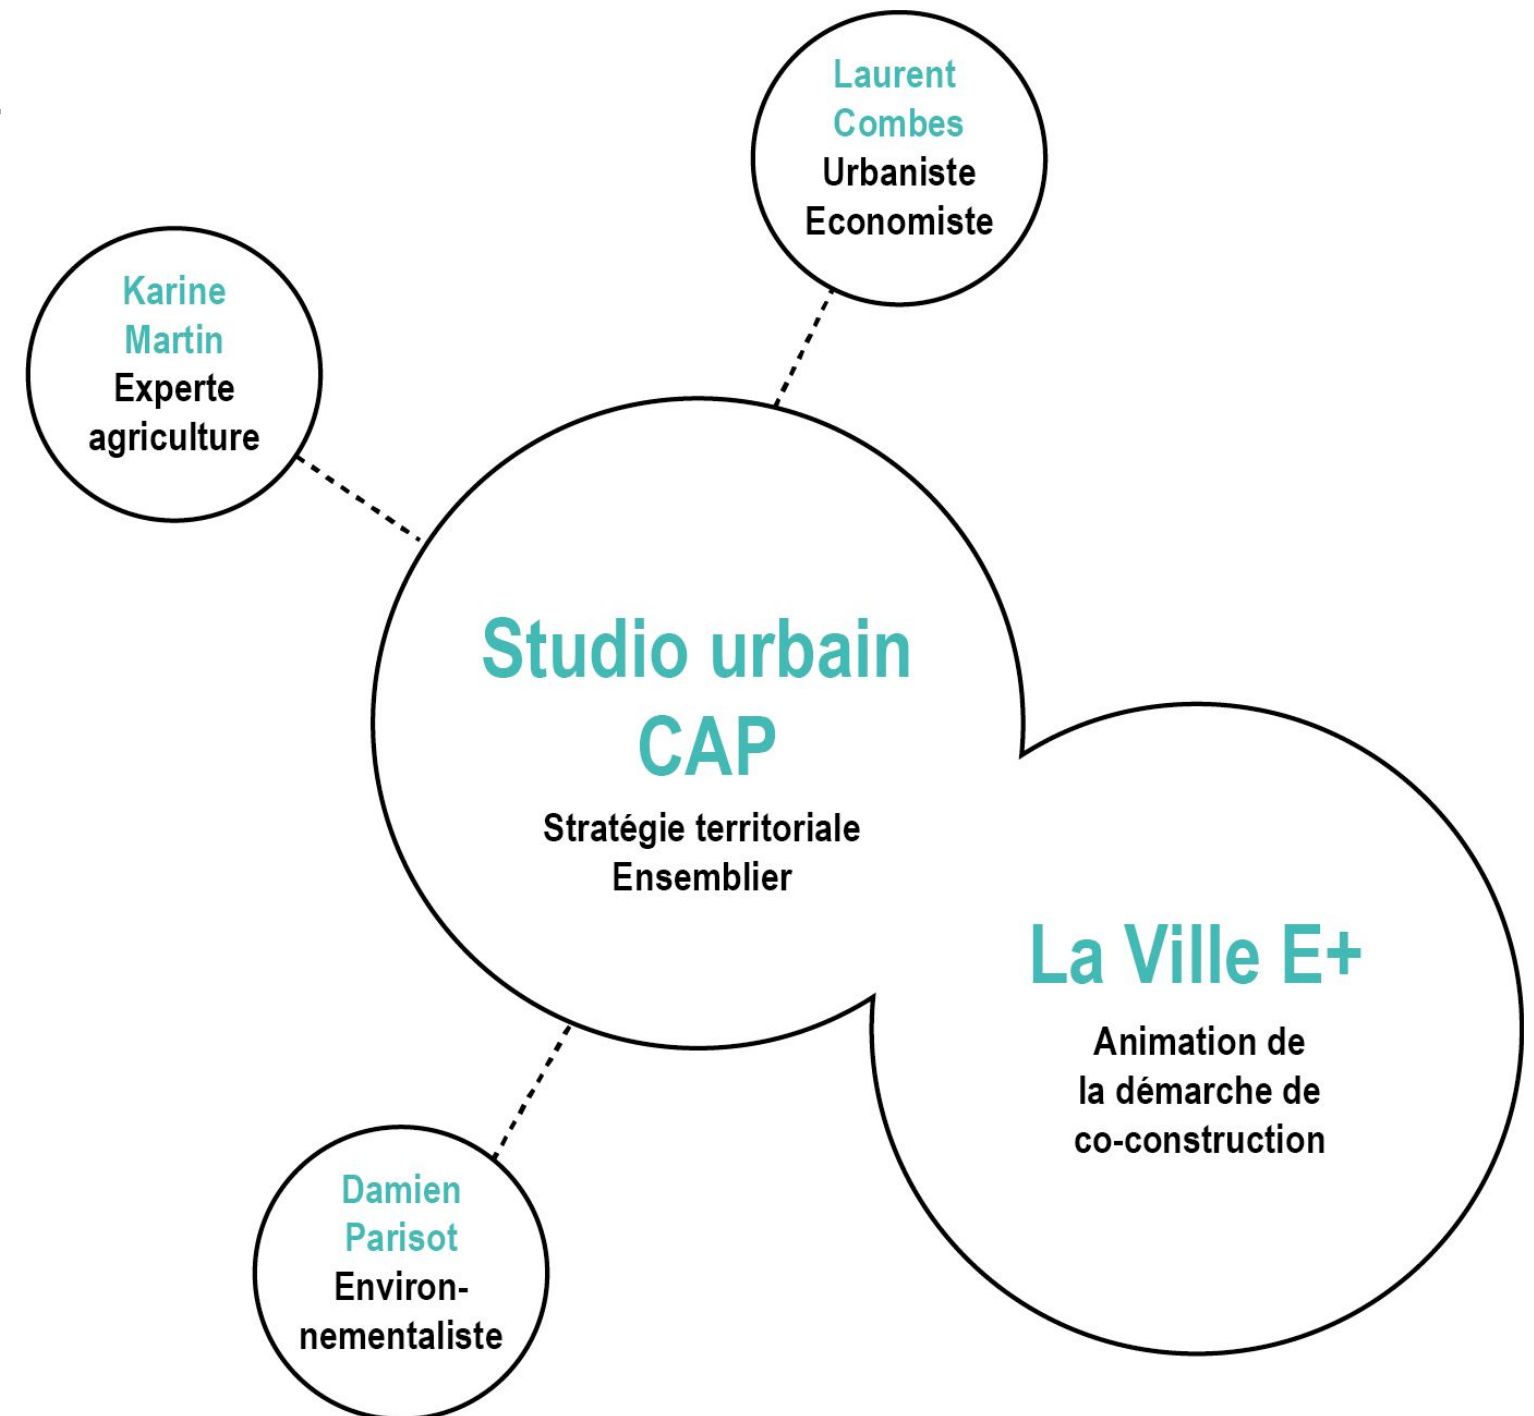 Laurent
Combes
Urbaniste
Economiste
Karine
Martin
Experte
agriculture
Studio urbain
CAP
Stratégie territoriale
Ensemblier
La Ville E+
Animation de
la démarche de
co-construction
Damien
Parisot
Environ-
nementaliste